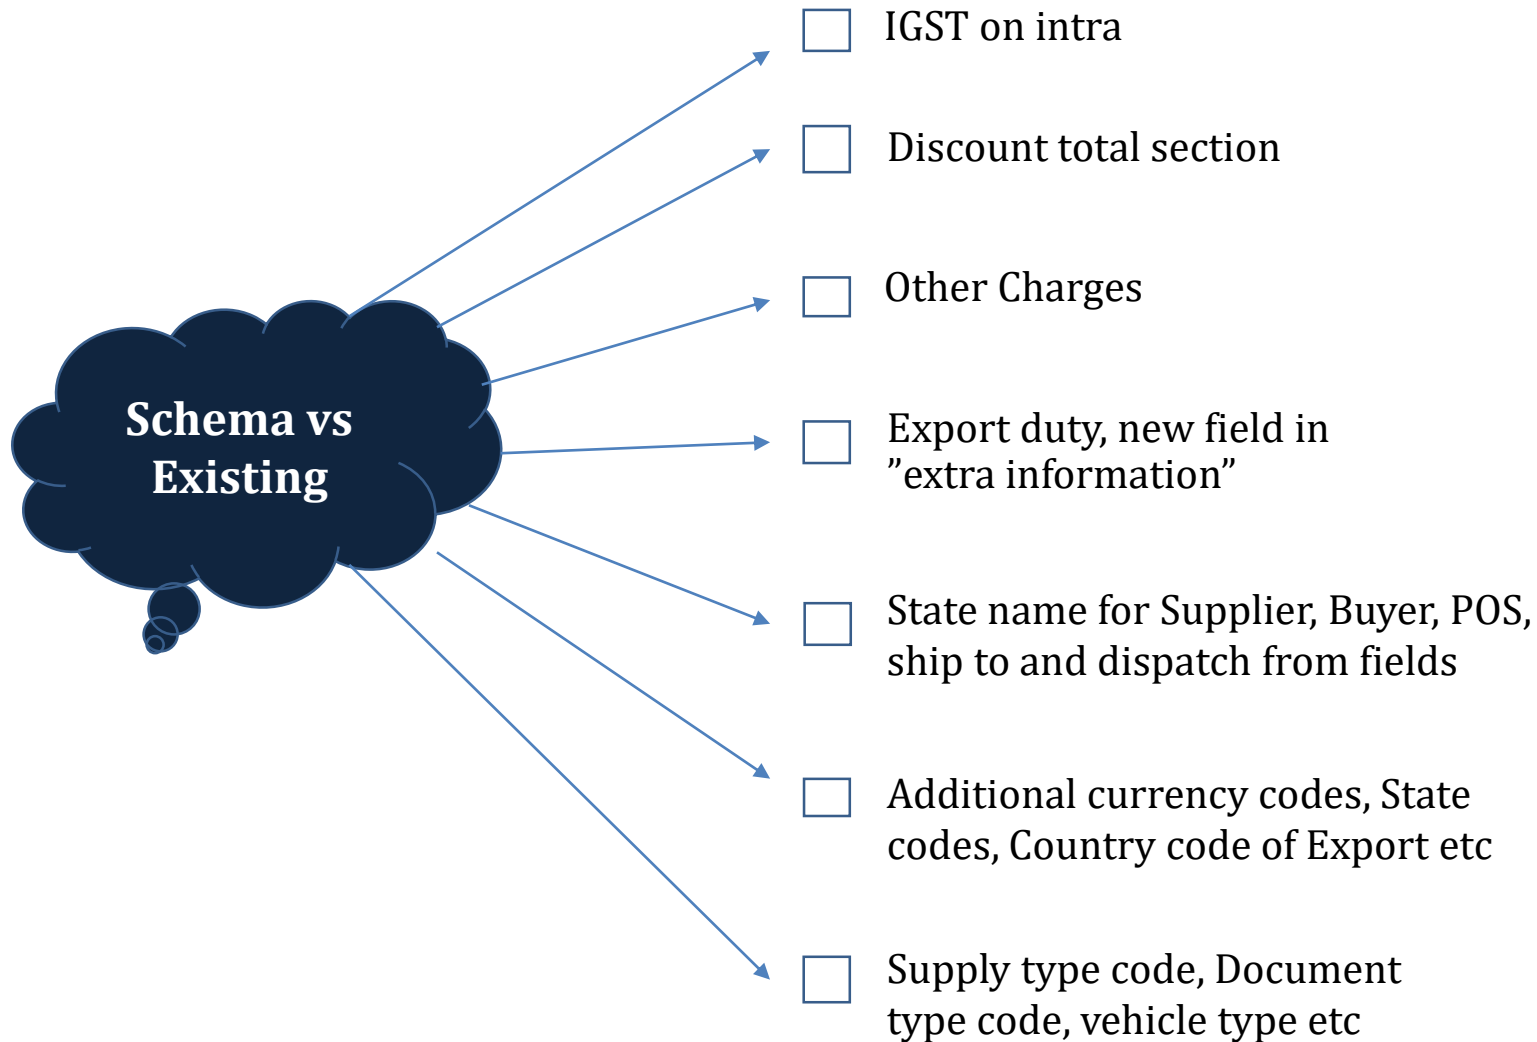 IGST on intra
Discount total section
Other Charges
Schema vs
Existing
Export duty, new field in
”extra information”
State name for Supplier, Buyer, POS,
ship to and dispatch from fields
Additional currency codes, State
codes, Country code of Export etc
Supply type code, Document
type code, vehicle type etc